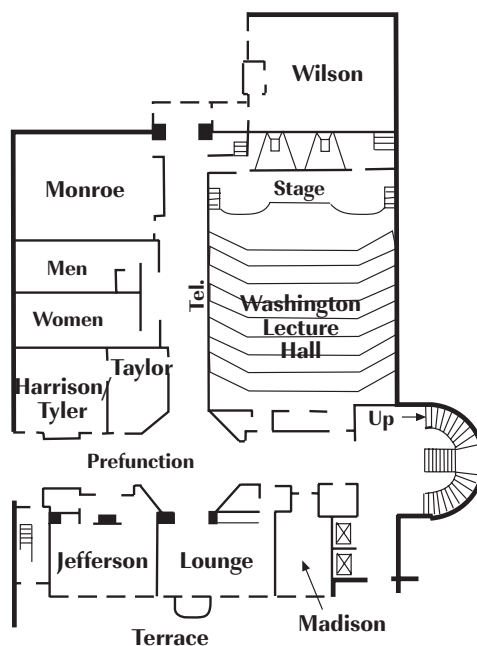 Wilson
Monroe
Stage
Men
Tel.
Washington
Lecture
Hall
Women
Taylor
Harrison/
Tyler
Up
Prefunction
Jefferson
Lounge
Madison
Terrace